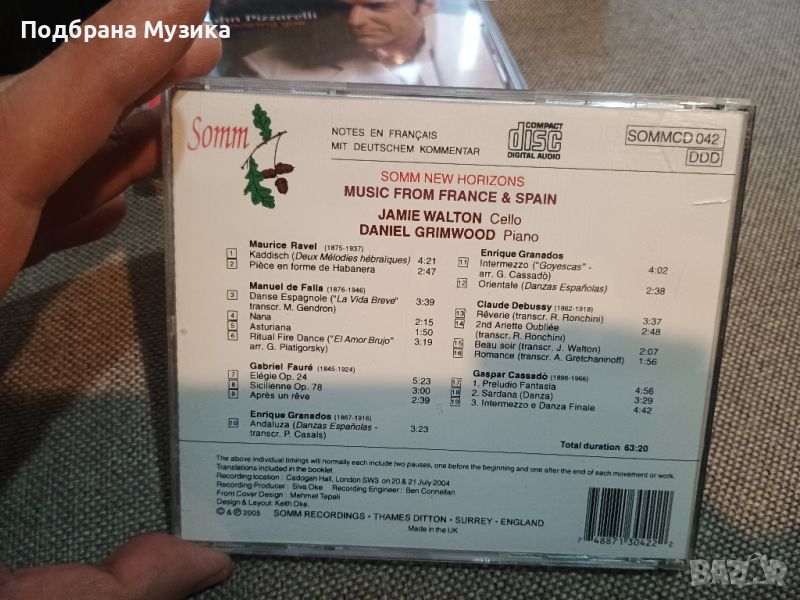 Подбрана Музика
John Pizzarelli
Somm
NOTES EN FRANÇAIS
MIT DEUTSCHEM KOMMENTAR
COMPACT
disc
DIGITAL AUDIO
SOMMCD 042
DDD
SOMM NEW HORIZONS
MUSIC FROM FRANCE & SPAIN
JAMIE WALTON Cello
DANIEL GRIMWOOD Piano
Maurice Ravel (1875-1937)
1 Kaddisch (Deux Mélodies hébraïques) 4:21
2 Pièce en forme de Habanera 2:47
Manuel de Falla (1876-1946)
3 Danse Espagnole ("La Vida Breve"
transcr. M. Gendron) 3:39
4 Nana 2:15
5 Asturiana 1:50
6 Ritual Fire Dance ("El Amor Brujo"
arr. G. Piatigorsky) 3:19
Gabriel Fauré (1845-1924)
7 Elégie Op. 24 5:23
8 Sicilienne Op. 78 3:00
9 Après un rêve 2:39
Enrique Granados (1867-1916)
10 Andaluza (Danzas Españolas -
transcr. P. Casals) 3:23
Enrique Granados
11 Intermezzo ("Goyescas" -
arr. G. Cassadò) 4:02
12 Orientale (Danzas Españolas) 2:38
Claude Debussy (1862-1918)
13 Rêverie (transcr. R. Ronchini) 3:37
14 2nd Ariette Oubliée 2:48
(transcr. R. Ronchini)
15 Beau soir (transcr. J. Walton) 2:07
16 Romance (transcr. A. Gretchaninoff) 1:56
Gaspar Cassadò (1896-1966)
17 1. Preludio Fantasia 4:56
18 2. Sardana (Danza) 3:29
19 3. Intermezzo e Danza Finale 4:42
Total duration 63:20
The above individual timings will normally each include two pauses, one before the beginning and one after the end of each movement or work.
Translations included in the booklet.
Recording location: Cadogan Hall, London SW3 on 20 & 21 July 2004
Recording Producer : Siva Oke Recording Engineer : Ben Connellan
Front Cover Design : Mehmet Tepeli
Design & Layout: Keith Oke.
© & ℗ 2005 SOMM RECORDINGS · THAMES DITTON · SURREY · ENGLAND
Made in the UK
7 48871 30422 2
BAZAR